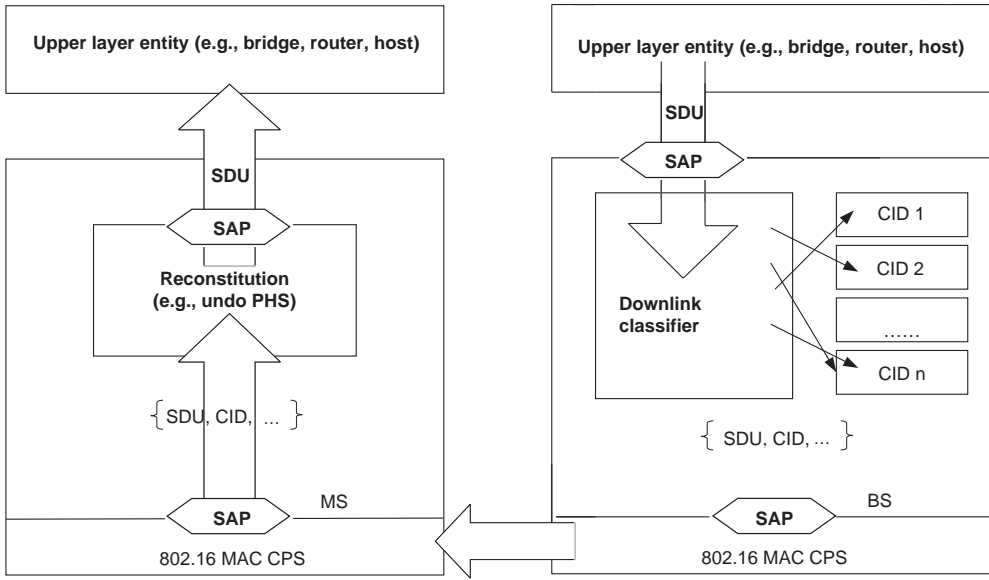 Upper layer entity (e.g., bridge, router, host)
SDU
SAP
Reconstitution
(e.g., undo PHS)
{ SDU, CID, ... }
SAP
MS
802.16 MAC CPS
Upper layer entity (e.g., bridge, router, host)
SDU
SAP
Downlink
classifier
CID 1
CID 2
......
CID n
{ SDU, CID, ... }
SAP
BS
802.16 MAC CPS